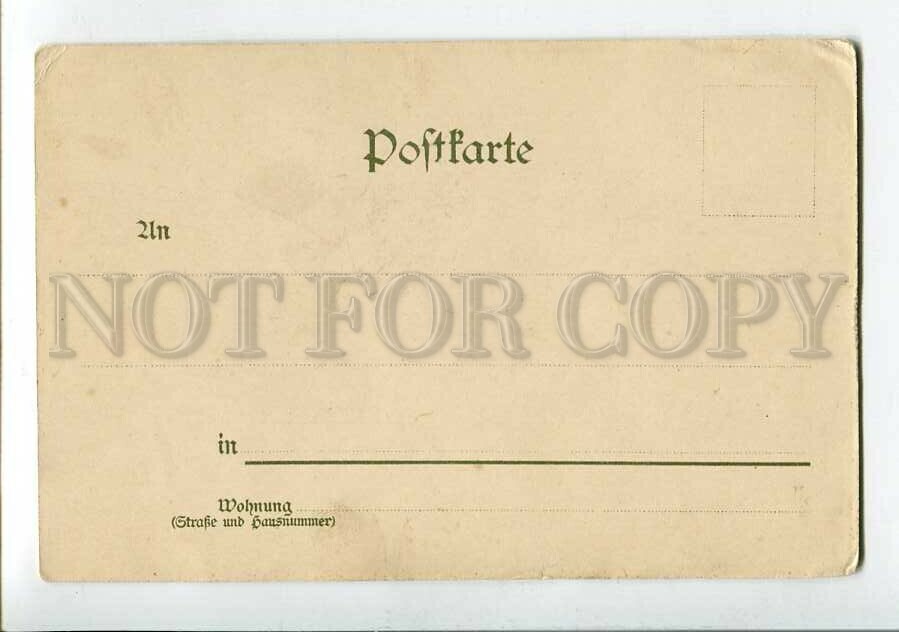 Postkarte
An
NOT FOR COPY
in
Wohnung
(Straße und Hausnummer)